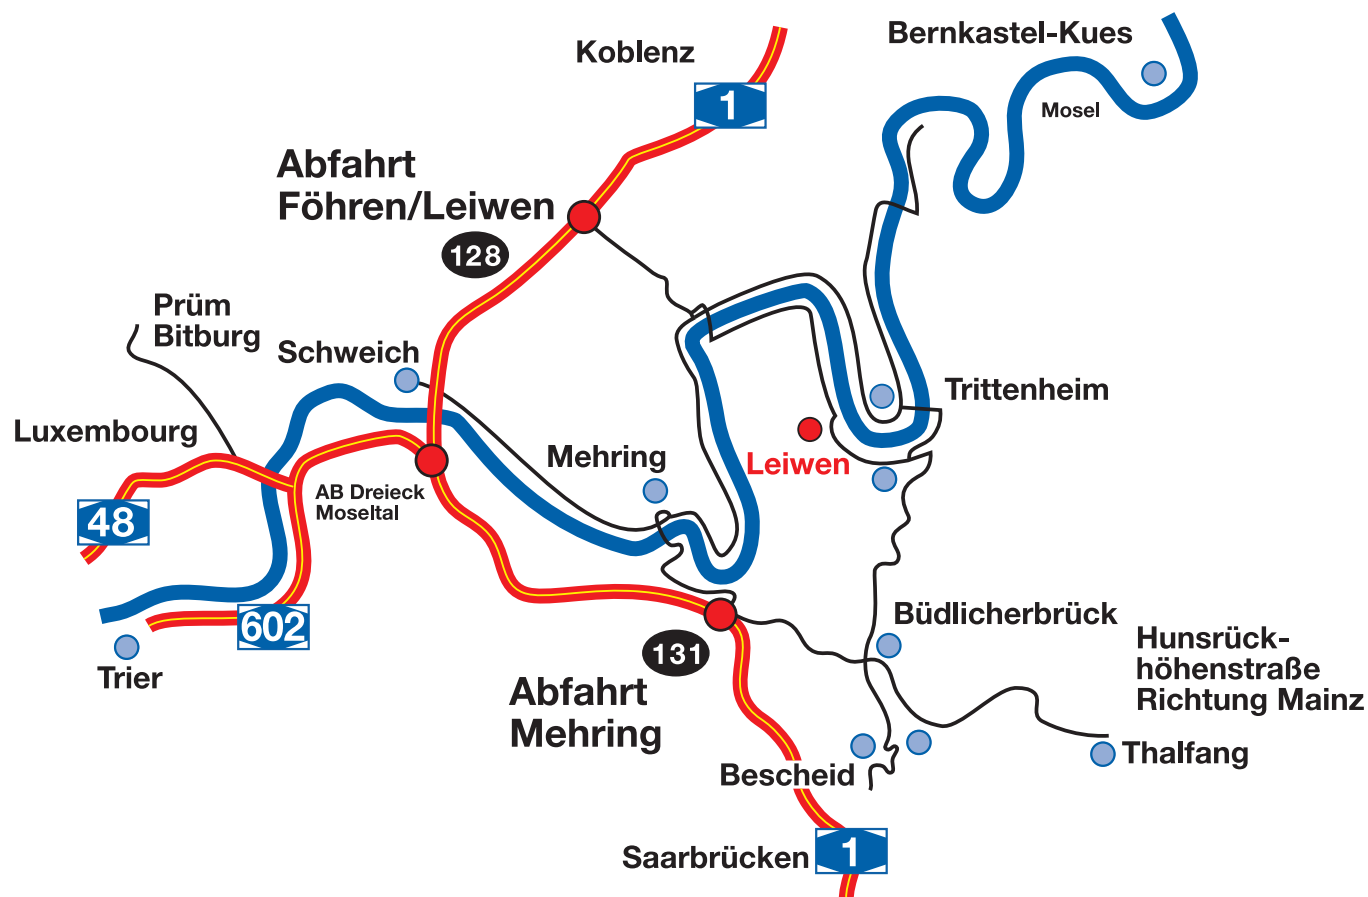 Bernkastel-Kues
Koblenz
1
Mosel
Abfahrt
Föhren/Leiwen
128
Prüm
Bitburg
Schweich
Trittenheim
Luxembourg
Mehring
Leiwen
AB Dreieck
Moseltal
48
602
Büdlicherbrück
Hunsrück-
höhenstraße
Richtung Mainz
131
Trier
Abfahrt
Mehring
Thalfang
Bescheid
Saarbrücken
1